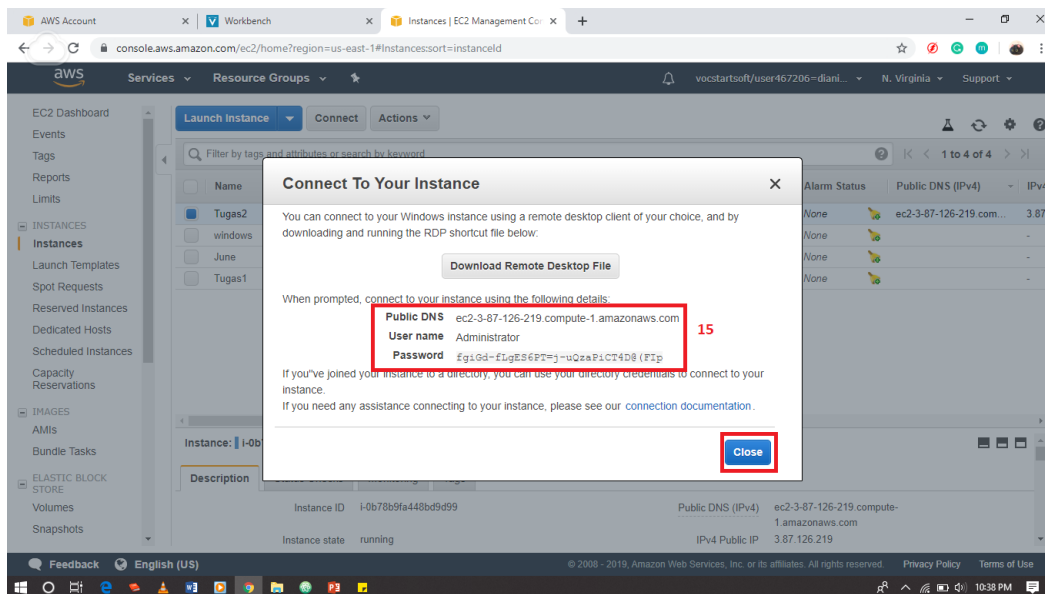 AWS Account
Workbench
Instances | EC2 Management Con
console.aws.amazon.com/ec2/home?region=us-east-1#Instances:sort=instanceId
aws
Services
Resource Groups
vocstartsoft/user467206=diani...
N. Virginia
Support
EC2 Dashboard
Events
Tags
Reports
Limits
INSTANCES
Instances
Launch Templates
Spot Requests
Reserved Instances
Dedicated Hosts
Scheduled Instances
Capacity
Reservations
IMAGES
AMIs
Bundle Tasks
ELASTIC BLOCK
STORE
Volumes
Snapshots
Launch Instance
Connect
Actions
Filter by tags and attributes or search by keyword
1 to 4 of 4
Name
Alarm Status
Public DNS (IPv4)
IPv4
Tugas2
None
ec2-3-87-126-219.com...
3.87
windows
None
-
June
None
-
Tugas1
None
-
Connect To Your Instance
You can connect to your Windows instance using a remote desktop client of your choice, and by
downloading and running the RDP shortcut file below:
Download Remote Desktop File
When prompted, connect to your instance using the following details:
Public DNS ec2-3-87-126-219.compute-1.amazonaws.com
User name Administrator
Password fgiGd-fLgES6PT=j-uQzaPiCT4D@(FIp
15
If you"ve joined your instance to a directory, you can use your directory credentials to connect to your
instance.
If you need any assistance connecting to your instance, please see our connection documentation.
Close
Instance: i-0b
Description
Instance ID i-0b78b9fa448bd9d99
Public DNS (IPv4) ec2-3-87-126-219.compute-
1.amazonaws.com
Instance state running
IPv4 Public IP 3.87.126.219
Feedback
English (US)
© 2008 - 2019, Amazon Web Services, Inc. or its affiliates. All rights reserved.
Privacy Policy
Terms of Use
10:38 PM